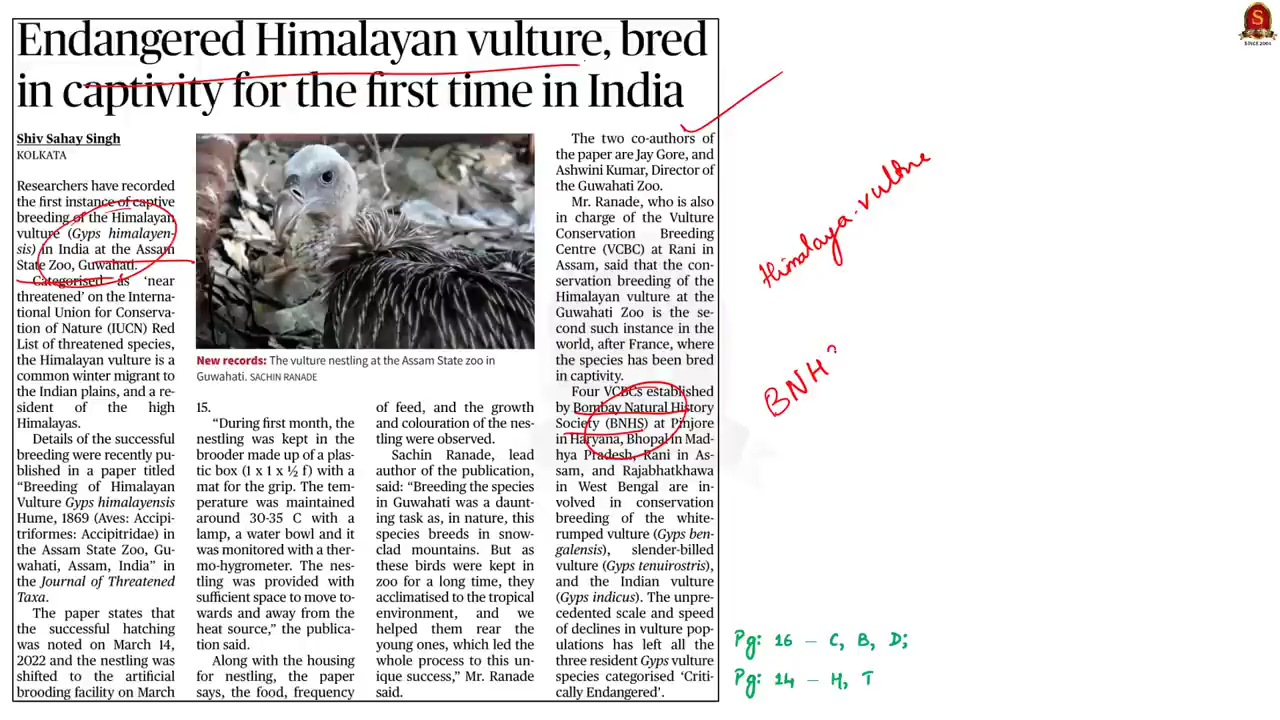 Endangered Himalayan vulture, bred
in captivity for the first time in India
Shiv Sahay Singh
KOLKATA
Researchers have recorded
the first instance of captive
breeding of the Himalayan
vulture (Gyps himalayen-
sis) in India at the Assam
State Zoo, Guwahati.
Categorised as ‘near
threatened’ on the Interna-
tional Union for Conserva-
tion of Nature (IUCN) Red
List of threatened species,
the Himalayan vulture is a
common winter migrant to
the Indian plains, and a re-
sident of the high
Himalayas.
Details of the successful
breeding were recently pu-
blished in a paper titled
“Breeding of Himalayan
Vulture Gyps himalayensis
Hume, 1869 (Aves: Accipi-
triformes: Accipitridae) in
the Assam State Zoo, Gu-
wahati, Assam, India” in
the Journal of Threatened
Taxa.
The paper states that
the successful hatching
was noted on March 14,
2022 and the nestling was
shifted to the artificial
brooding facility on March
New records: The vulture nestling at the Assam State zoo in
Guwahati. SACHIN RANADE
15.
“During first month, the
nestling was kept in the
brooder made up of a plas-
tic box (1 x 1 x ½ f) with a
mat for the grip. The tem-
perature was maintained
around 30-35 C with a
lamp, a water bowl and it
was monitored with a ther-
mo-hygrometer. The nes-
tling was provided with
sufficient space to move to-
wards and away from the
heat source,” the publica-
tion said.
Along with the housing
for nestling, the paper
says, the food, frequency
of feed, and the growth
and colouration of the nes-
tling were observed.
Sachin Ranade, lead
author of the publication,
said: “Breeding the species
in Guwahati was a daunt-
ing task as, in nature, this
species breeds in snow-
clad mountains. But as
these birds were kept in
zoo for a long time, they
acclimatised to the tropical
environment, and we
helped them rear the
young ones, which led the
whole process to this un-
ique success,” Mr. Ranade
said.
The two co-authors of
the paper are Jay Gore, and
Ashwini Kumar, Director of
the Guwahati Zoo.
Mr. Ranade, who is also
in charge of the Vulture
Conservation Breeding
Centre (VCBC) at Rani in
Assam, said that the con-
servation breeding of the
Himalayan vulture at the
Guwahati Zoo is the se-
cond such instance in the
world, after France, where
the species has been bred
in captivity.
Four VCBCs established
by Bombay Natural History
Society (BNHS) at Pinjore
in Haryana, Bhopal in Mad-
hya Pradesh, Rani in As-
sam, and Rajabhatkhawa
in West Bengal are in-
volved in conservation
breeding of the white-
rumped vulture (Gyps ben-
galensis), slender-billed
vulture (Gyps tenuirostris),
and the Indian vulture
(Gyps indicus). The unpre-
cedented scale and speed
of declines in vulture pop-
ulations has left all the
three resident Gyps vulture
species categorised ‘Criti-
cally Endangered’.
Himalaya. vulture
BNH
Pg: 16 – C, B, D;
Pg: 14 – H, T
S
SINCE 2004